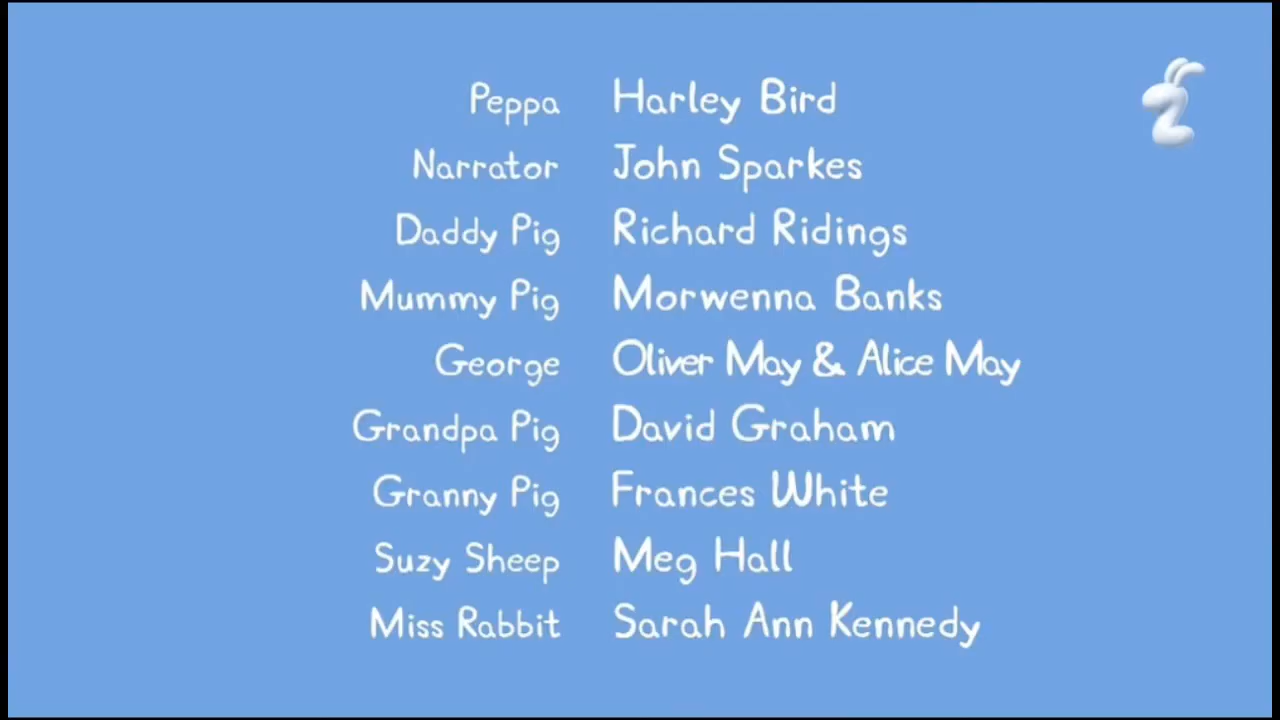 Peppa Harley Bird
Narrator John Sparkes
Daddy Pig Richard Ridings
Mummy Pig Morwenna Banks
George Oliver May & Alice May
Grandpa Pig David Graham
Granny Pig Frances White
Suzy Sheep Meg Hall
Miss Rabbit Sarah Ann Kennedy
2